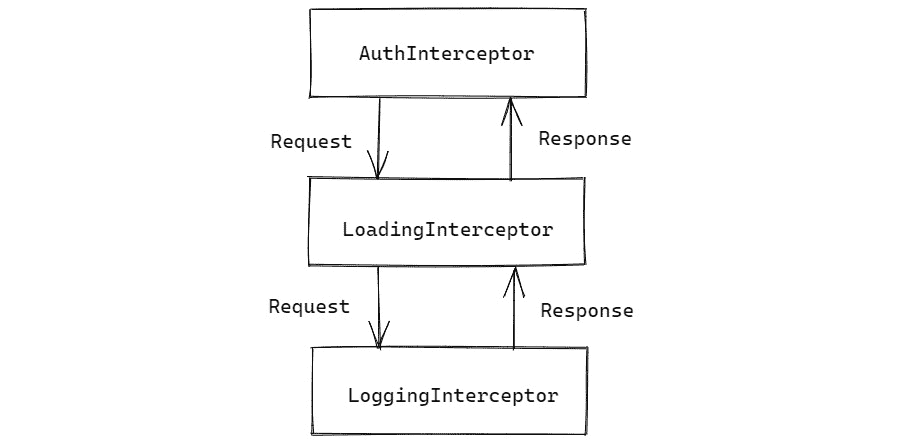 AuthInterceptor
Request
Response
LoadingInterceptor
Request
Response
LoggingInterceptor